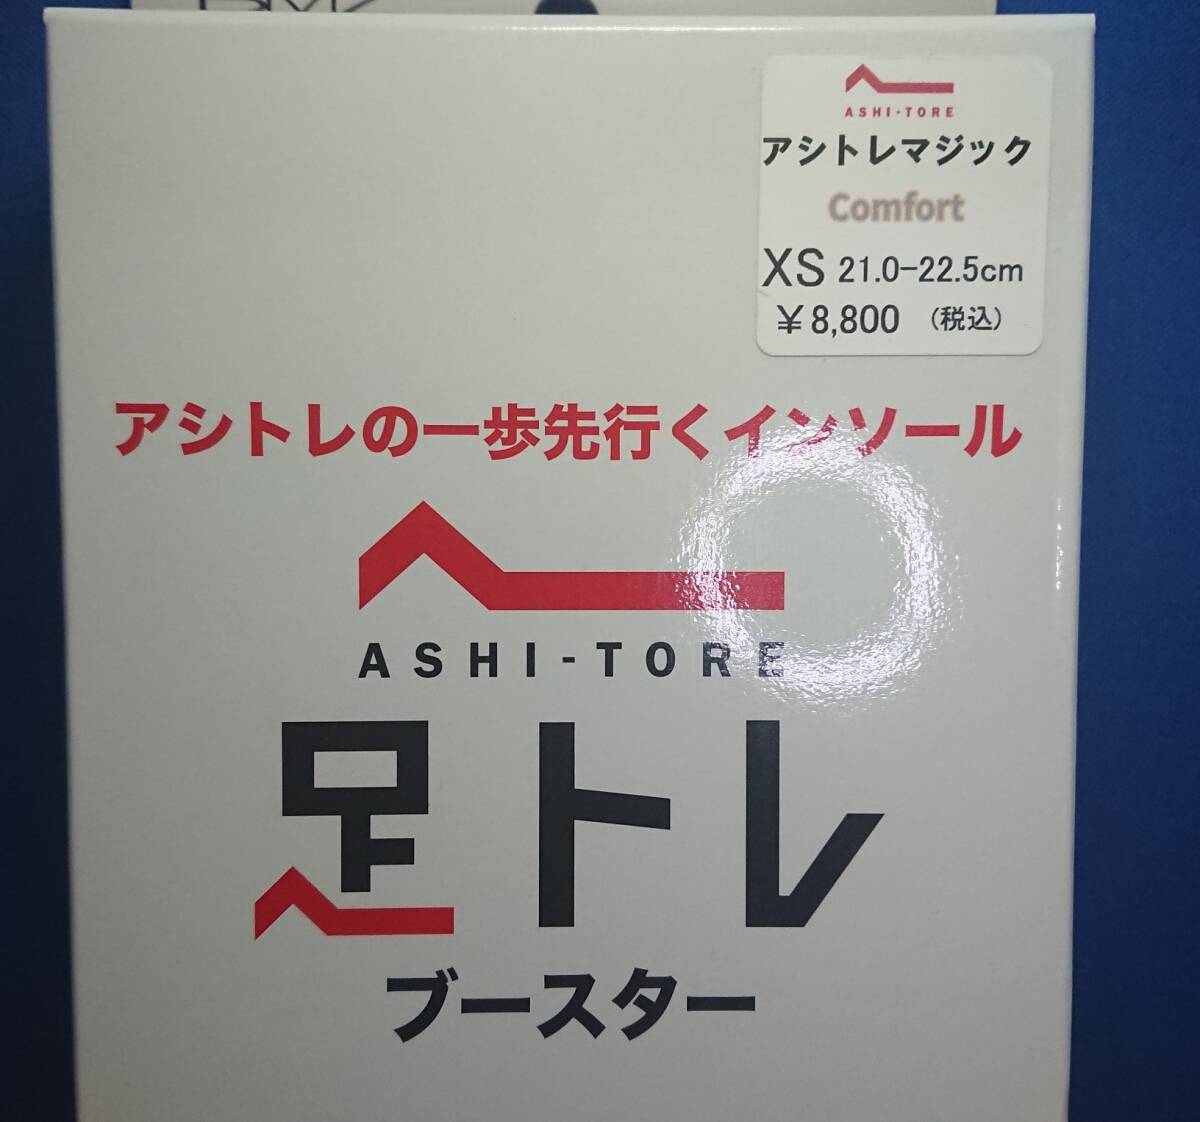 ASHI-TORE
アシトレマジック
Comfort
XS 21.0-22.5cm
￥8,800 (税込)
アシトレの一歩先行くインソール
ASHI-TORE
足トレ
ブースター